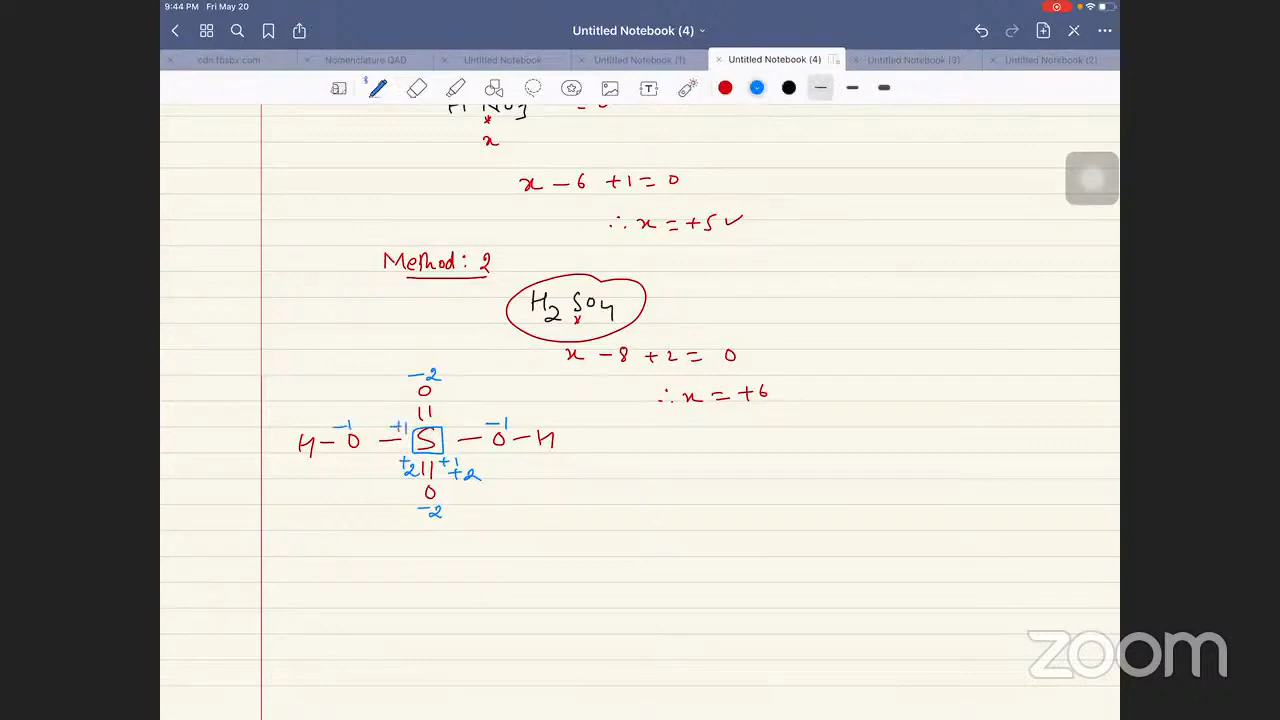 9:44 PM Fri May 20
Untitled Notebook (4)
cdn.fbsbx.com Nomenclature QAD Untitled Notebook Untitled Notebook (1) Untitled Notebook (4) Untitled Notebook (3) Untitled Notebook (2)
x
x - 6 + 1 = 0
∴ x = +5 ✓
Method: 2
H2SO4
x
x - 8 + 2 = 0
∴ x = +6
-2
O
-1 +1 -1
H - O - S - O - H
+2 +1 +2
O
-2
zoom